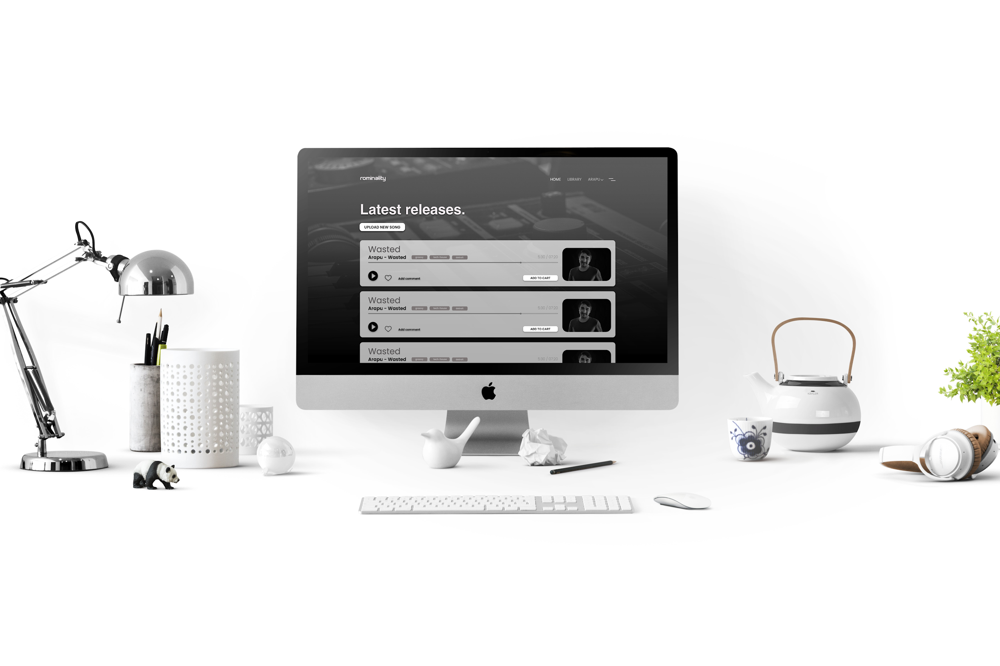 rominality
HOME LIBRARY ARAPU
Latest releases.
UPLOAD NEW SONG
Wasted
Arapu - Wasted groovy tech-house detroit 5:30 / 07:20
Add comment ADD TO CART
Wasted
Arapu - Wasted groovy tech-house detroit 5:30 / 07:20
Add comment ADD TO CART
Wasted
Arapu - Wasted groovy tech-house detroit 5:30 / 07:20
KÄHLER